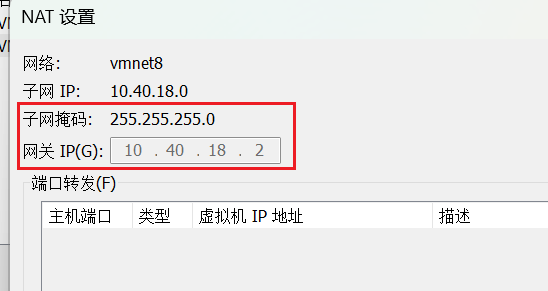 NAT 设置
网络: vmnet8
子网 IP: 10.40.18.0
子网掩码: 255.255.255.0
网关 IP(G): 10 . 40 . 18 . 2
端口转发(F)
主机端口 类型 虚拟机 IP 地址 描述